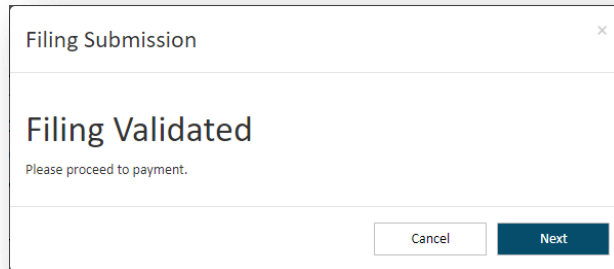 Filing Submission
×
Filing Validated
Please proceed to payment.
Cancel
Next